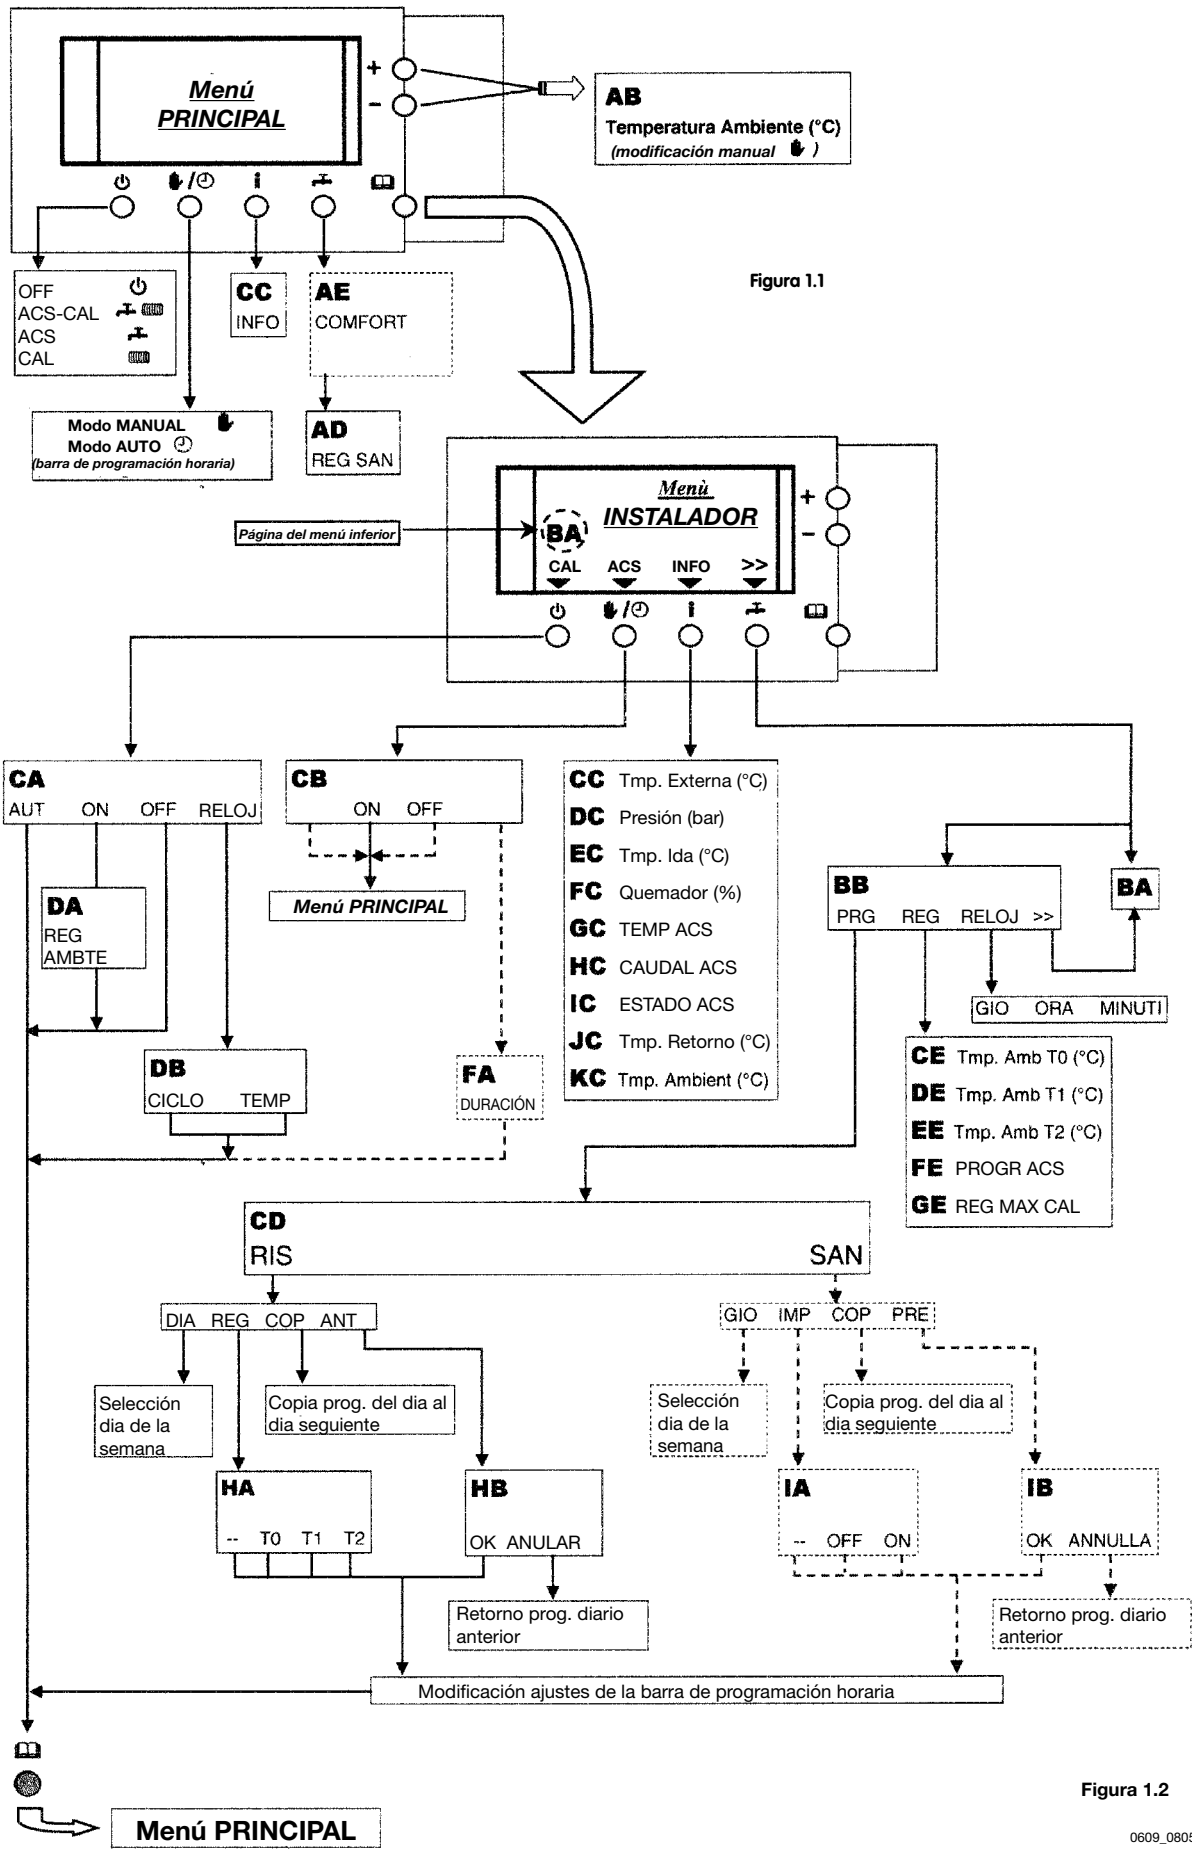 Menú
PRINCIPAL
+
-
AB
Temperatura Ambiente (°C)
(modificación manual )
/
i
OFF
ACS-CAL
ACS
CAL
CC
INFO
AE
COMFORT
Figura 1.1
Modo MANUAL
Modo AUTO
(barra de programación horaria)
AD
REG SAN
Menù
INSTALADOR
+
-
Página del menú inferior
BA
CAL ACS INFO >>
/
i
CA
AUT ON OFF RELOJ
CB
ON OFF
Menú PRINCIPAL
DA
REG
AMBTE
DB
CICLO TEMP
FA
DURACIÓN
CC Tmp. Externa (°C)
DC Presión (bar)
EC Tmp. Ida (°C)
FC Quemador (%)
GC TEMP ACS
HC CAUDAL ACS
IC ESTADO ACS
JC Tmp. Retorno (°C)
KC Tmp. Ambient (°C)
BB
PRG REG RELOJ >>
BA
GIO ORA MINUTI
CE Tmp. Amb T0 (°C)
DE Tmp. Amb T1 (°C)
EE Tmp. Amb T2 (°C)
FE PROGR ACS
GE REG MAX CAL
CD
RIS SAN
DIA REG COP ANT
GIO IMP COP PRE
Selección
dia de la
semana
Copia prog. del dia al
dia seguiente
Selección
dia de la
semana
Copia prog. del dia al
dia seguiente
HA
-- T0 T1 T2
HB
OK ANULAR
IA
-- OFF ON
IB
OK ANNULLA
Retorno prog. diario
anterior
Retorno prog. diario
anterior
Modificación ajustes de la barra de programación horaria
Figura 1.2
Menú PRINCIPAL
0609_0805